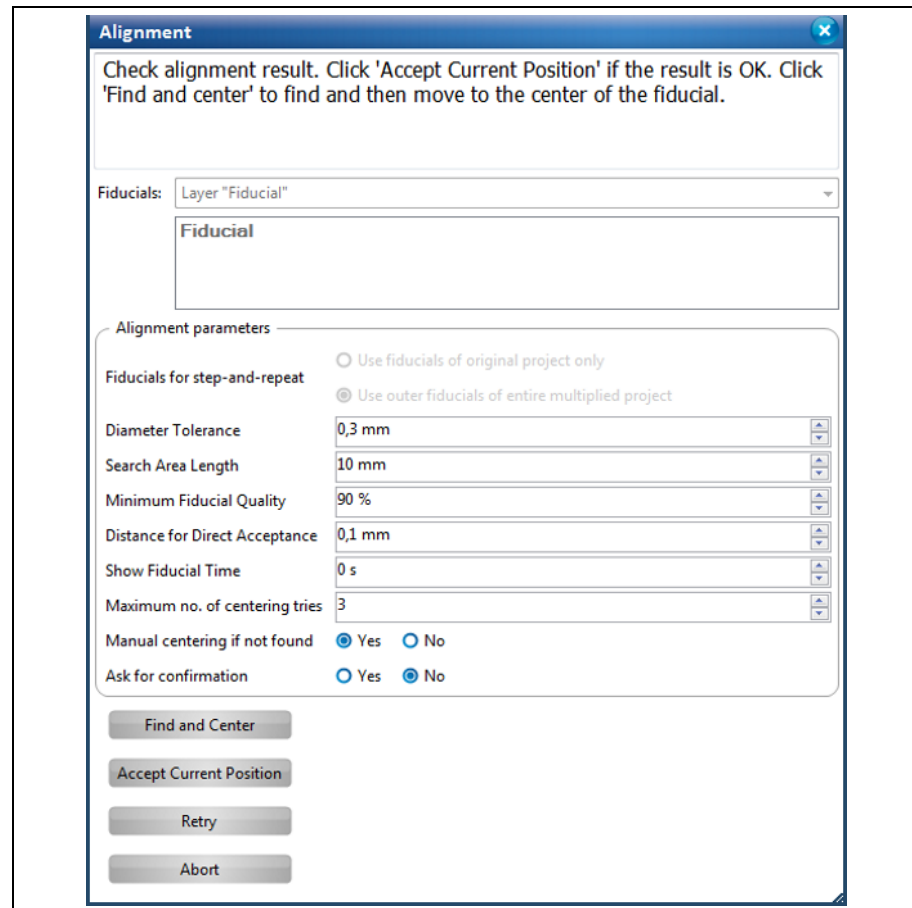 Alignment
Check alignment result. Click 'Accept Current Position' if the result is OK. Click
'Find and center' to find and then move to the center of the fiducial.
Fiducials: Layer "Fiducial"
Fiducial
Alignment parameters
Fiducials for step-and-repeat
Use fiducials of original project only
Use outer fiducials of entire multiplied project
Diameter Tolerance 0,3 mm
Search Area Length 10 mm
Minimum Fiducial Quality 90 %
Distance for Direct Acceptance 0,1 mm
Show Fiducial Time 0 s
Maximum no. of centering tries 3
Manual centering if not found Yes No
Ask for confirmation Yes No
Find and Center
Accept Current Position
Retry
Abort